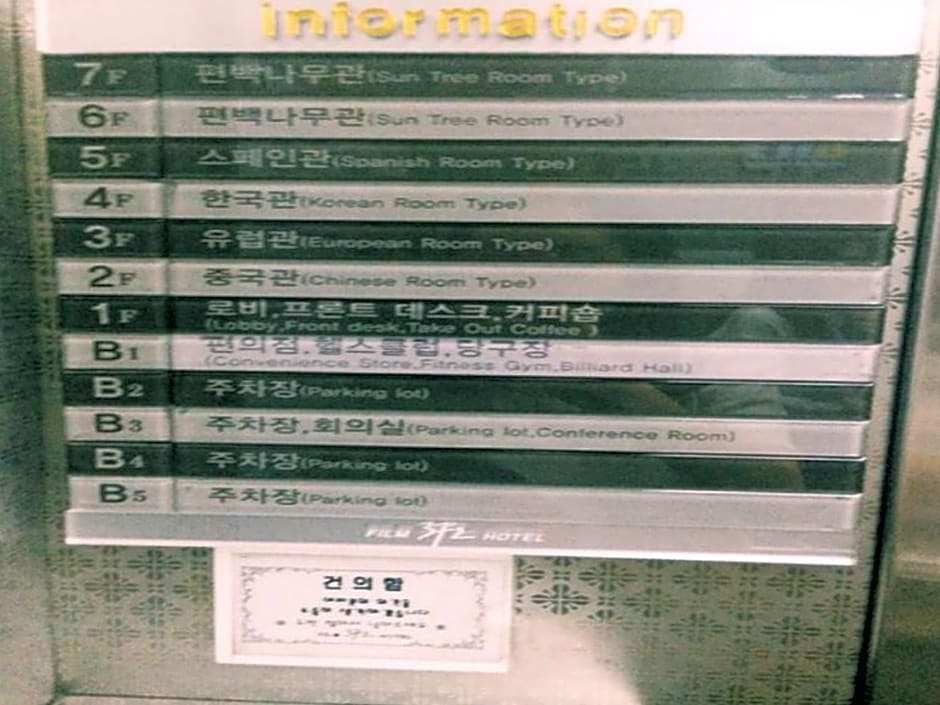 Information
7F 편백나무관(Sun Tree Room Type)
6F 편백나무관(Sun Tree Room Type)
5F 스페인관(Spanish Room Type)
4F 한국관(Korean Room Type)
3F 유럽관(European Room Type)
2F 중국관(Chinese Room Type)
1F 로비,프론트 데스크,커피숍
(Lobby,Front desk,Take Out Coffee )
B1 편의점,헬스클럽,당구장
(Convenience Store,Fitness Gym,Billiard Hall)
B2 주차장(Parking lot)
B3 주차장,회의실(Parking lot,Conference Room)
B4 주차장(Parking lot)
B5 주차장(Parking lot)
FILM 37.2 HOTEL
건의함